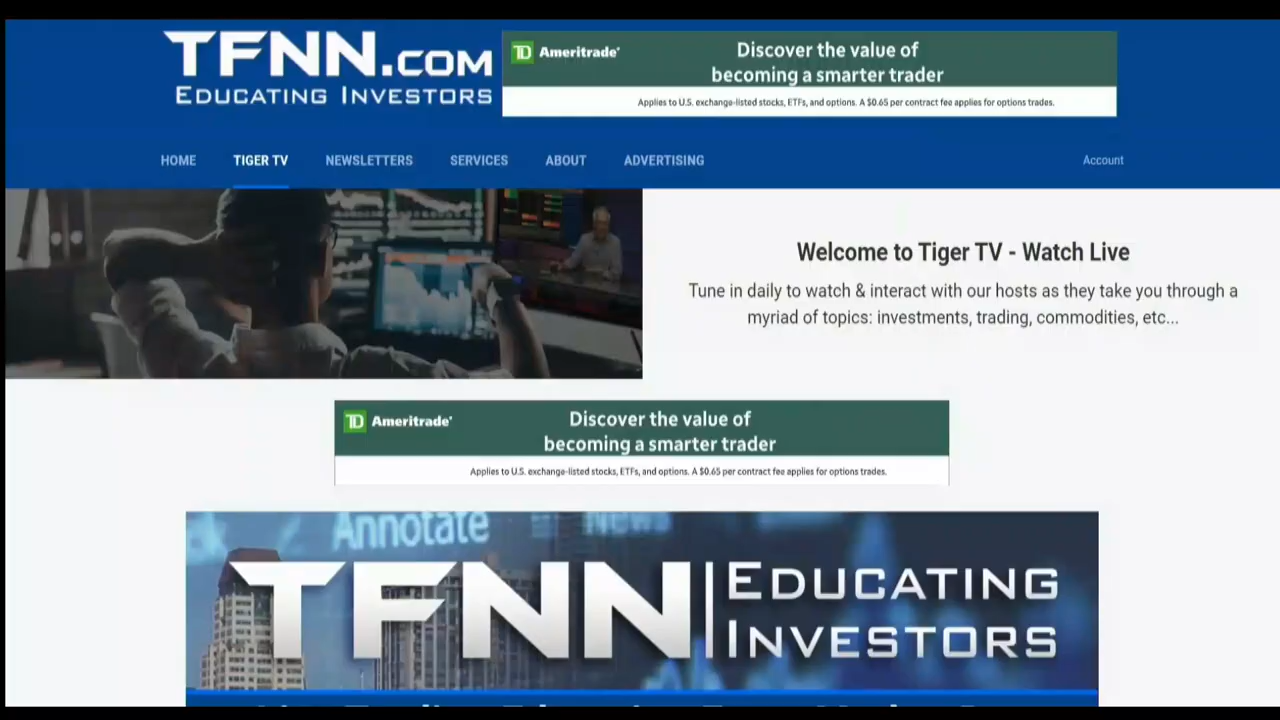 TFNN.COM
EDUCATING INVESTORS
TD Ameritrade®
Discover the value of
becoming a smarter trader
Applies to U.S. exchange-listed stocks, ETFs, and options. A $0.65 per contract fee applies for options trades.
HOME TIGER TV NEWSLETTERS SERVICES ABOUT ADVERTISING Account
Welcome to Tiger TV - Watch Live
Tune in daily to watch & interact with our hosts as they take you through a
myriad of topics: investments, trading, commodities, etc...
TD Ameritrade®
Discover the value of
becoming a smarter trader
Applies to U.S. exchange-listed stocks, ETFs, and options. A $0.65 per contract fee applies for options trades.
Annotate News
TFNN EDUCATING
INVESTORS